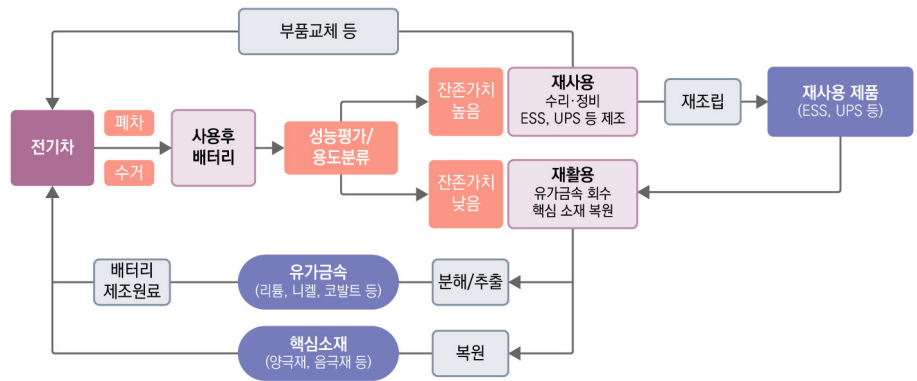 부품교체 등
전기차
폐차
수거
사용후
배터리
성능평가/
용도분류
잔존가치
높음
재사용
수리·정비
ESS, UPS 등 제조
재조립
재사용 제품
(ESS, UPS 등)
잔존가치
낮음
재활용
유가금속 회수
핵심 소재 복원
배터리
제조원료
유가금속
(리튬, 니켈, 코발트 등)
분해/추출
핵심소재
(양극재, 음극재 등)
복원